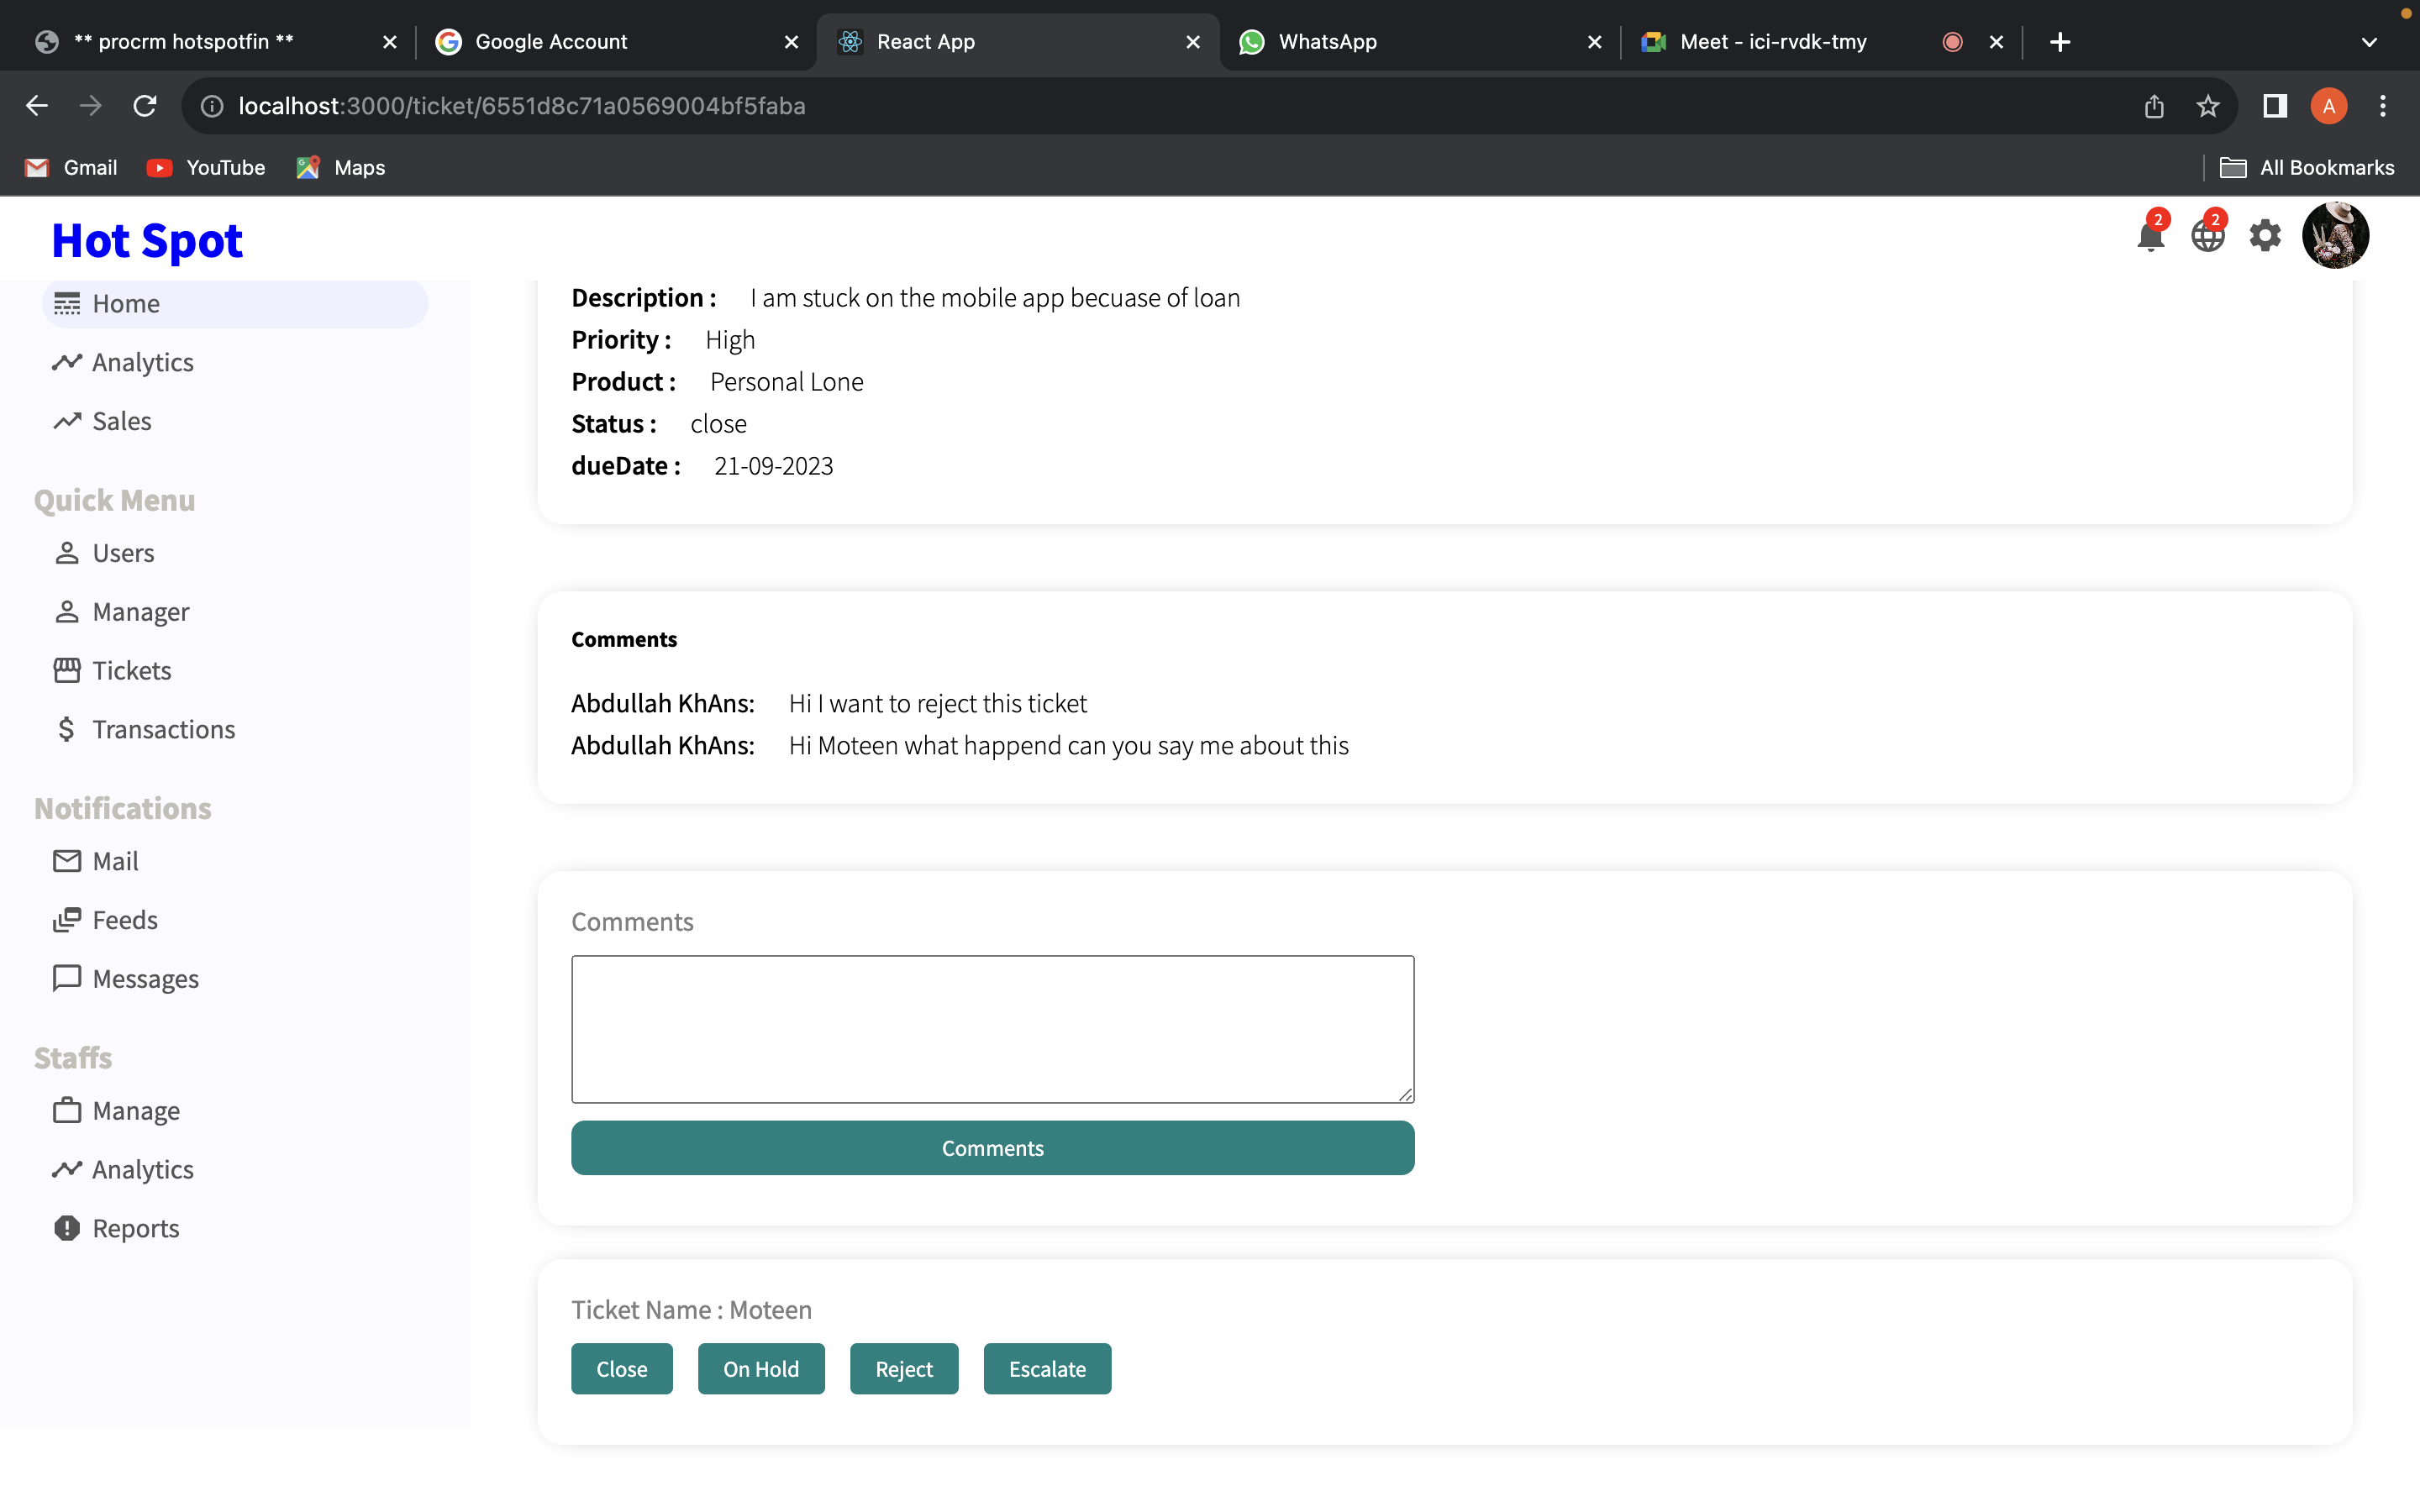 ** procrm hotspotfin **
Google Account
React App
WhatsApp
Meet - ici-rvdk-tmy
localhost:3000/ticket/6551d8c71a0569004bf5faba
A
Gmail
YouTube
Maps
All Bookmarks
Hot Spot
2
2
Home
Analytics
Sales
Quick Menu
Users
Manager
Tickets
Transactions
Notifications
Mail
Feeds
Messages
Staffs
Manage
Analytics
Reports
Description : I am stuck on the mobile app becuase of loan
Priority : High
Product : Personal Lone
Status : close
dueDate : 21-09-2023
Comments
Abdullah KhAns: Hi I want to reject this ticket
Abdullah KhAns: Hi Moteen what happend can you say me about this
Comments
Comments
Ticket Name : Moteen
Close On Hold Reject Escalate